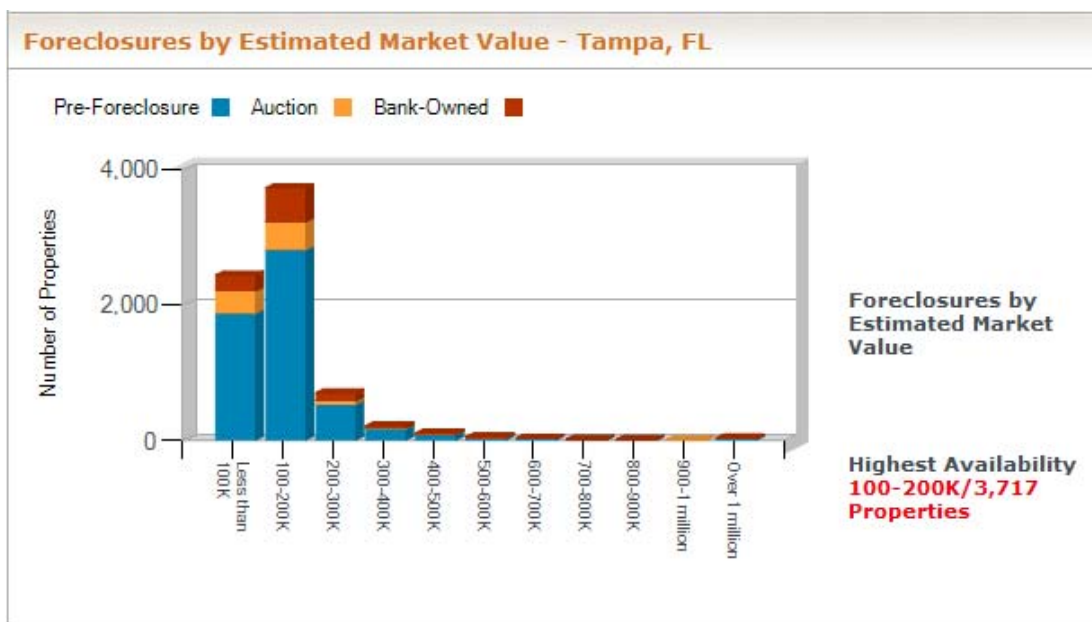 Foreclosures by Estimated Market Value - Tampa, FL
Pre-Foreclosure Auction Bank-Owned
4,000
2,000
0
Number of Properties
Less than
100K
100-200K
200-300K
300-400K
400-500K
500-600K
600-700K
700-800K
800-900K
900-1 million
Over 1 million
Foreclosures by
Estimated Market
Value
Highest Availability
100-200K/3,717
Properties